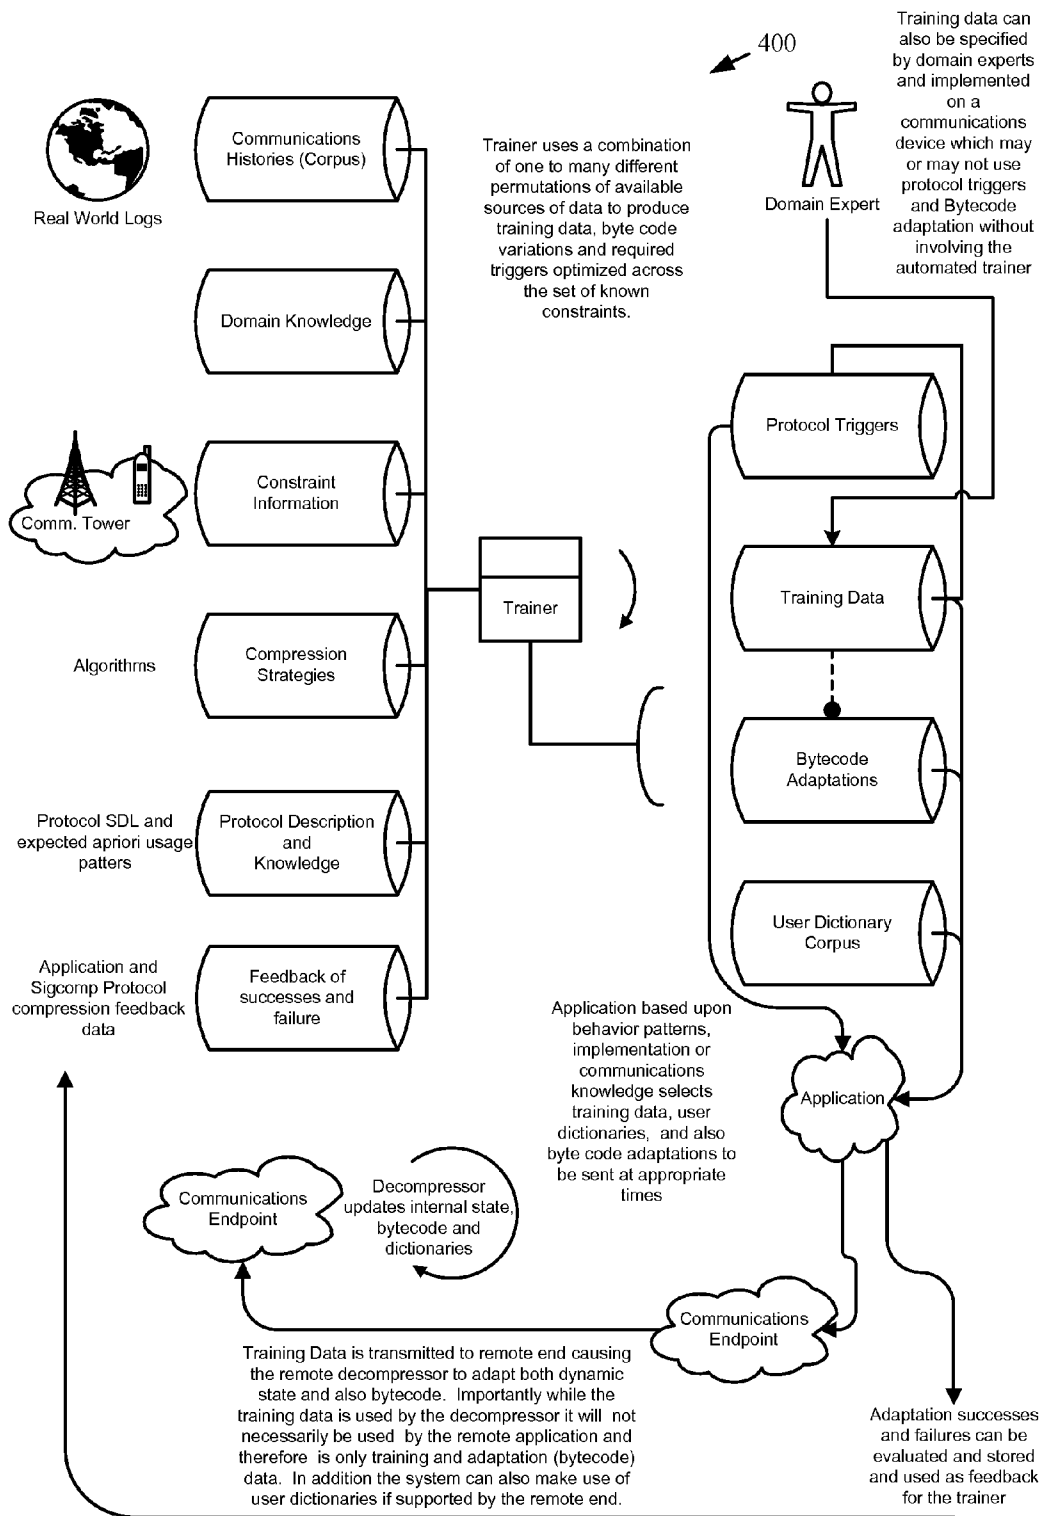 400
Training data can
also be specified
by domain experts
and implemented
on a
communications
device which may
or may not use
protocol triggers
and Bytecode
adaptation without
involving the
automated trainer
Real World Logs
Communications
Histories (Corpus)
Trainer uses a combination
of one to many different
permutations of available
sources of data to produce
training data, byte code
variations and required
triggers optimized across
the set of known
constraints.
Domain Expert
Domain Knowledge
Protocol Triggers
Comm. Tower
Constraint
Information
Trainer
Training Data
Algorithms
Compression
Strategies
Bytecode
Adaptations
Protocol SDL and
expected apriori usage
patters
Protocol Description
and
Knowledge
User Dictionary
Corpus
Application and
Sigcomp Protocol
compression feedback
data
Feedback of
successes and
failure
Application based upon
behavior patterns,
implementation or
communications
knowledge selects
training data, user
dictionaries,  and also
byte code adaptations to
be sent at appropriate
times
Application
Communications
Endpoint
Decompressor
updates internal state,
bytecode and
dictionaries
Communications
Endpoint
Training Data is transmitted to remote end causing
the remote decompressor to adapt both dynamic
state and also bytecode.  Importantly while the
training data is used by the decompressor it will  not
necessarily be used  by the remote application and
therefore  is only training and adaptation (bytecode)
data.  In addition the system can also make use of
user dictionaries if supported by the remote end.
Adaptation successes
and failures can be
evaluated and stored
and used as feedback
for the trainer